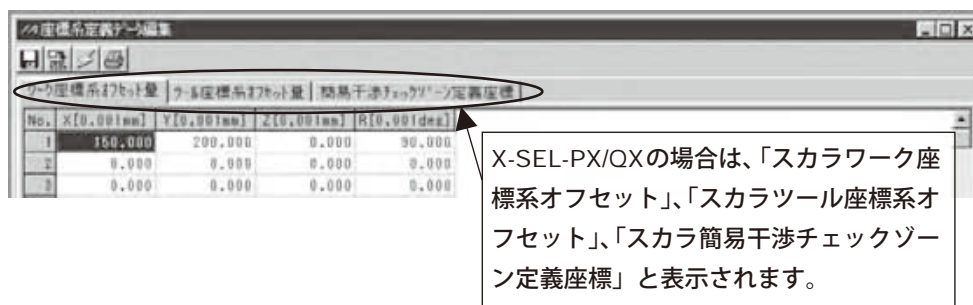 座標系定義データ編集
ワーク座標系オフセット量 ツール座標系オフセット量 簡易干渉チェックゾーン定義座標
No. X[0.001mm] Y[0.001mm] Z[0.001mm] R[0.001deg]
1 150.000 200.000 0.000 90.000
2 0.000 0.000 0.000 0.000
3 0.000 0.000 0.000 0.000
X-SEL-PX/QXの場合は、「スカラワーク座
標系オフセット」、「スカラツール座標系オ
フセット」、「スカラ簡易干渉チェックゾー
ン定義座標」と表示されます。